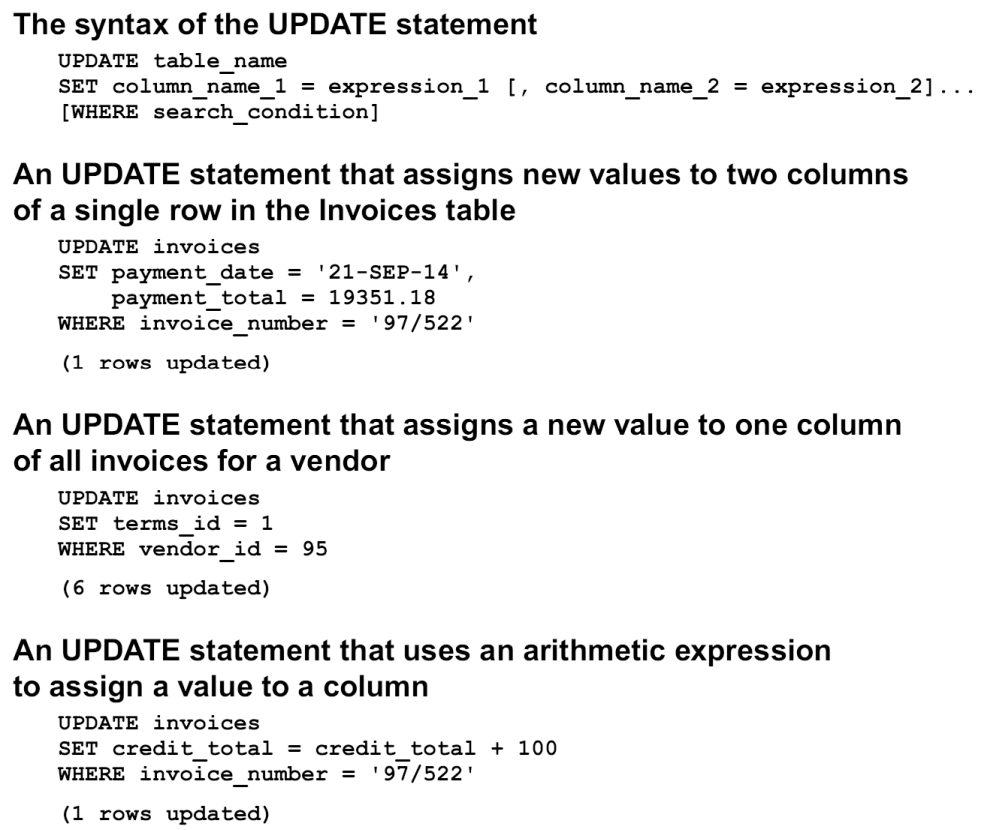 The syntax of the UPDATE statement
UPDATE table_name
SET column_name_1 = expression_1 [, column_name_2 = expression_2]...
[WHERE search_condition]
An UPDATE statement that assigns new values to two columns
of a single row in the Invoices table
UPDATE invoices
SET payment_date = '21-SEP-14',
payment_total = 19351.18
WHERE invoice_number = '97/522'
(1 rows updated)
An UPDATE statement that assigns a new value to one column
of all invoices for a vendor
UPDATE invoices
SET terms_id = 1
WHERE vendor_id = 95
(6 rows updated)
An UPDATE statement that uses an arithmetic expression
to assign a value to a column
UPDATE invoices
SET credit_total = credit_total + 100
WHERE invoice_number = '97/522'
(1 rows updated)